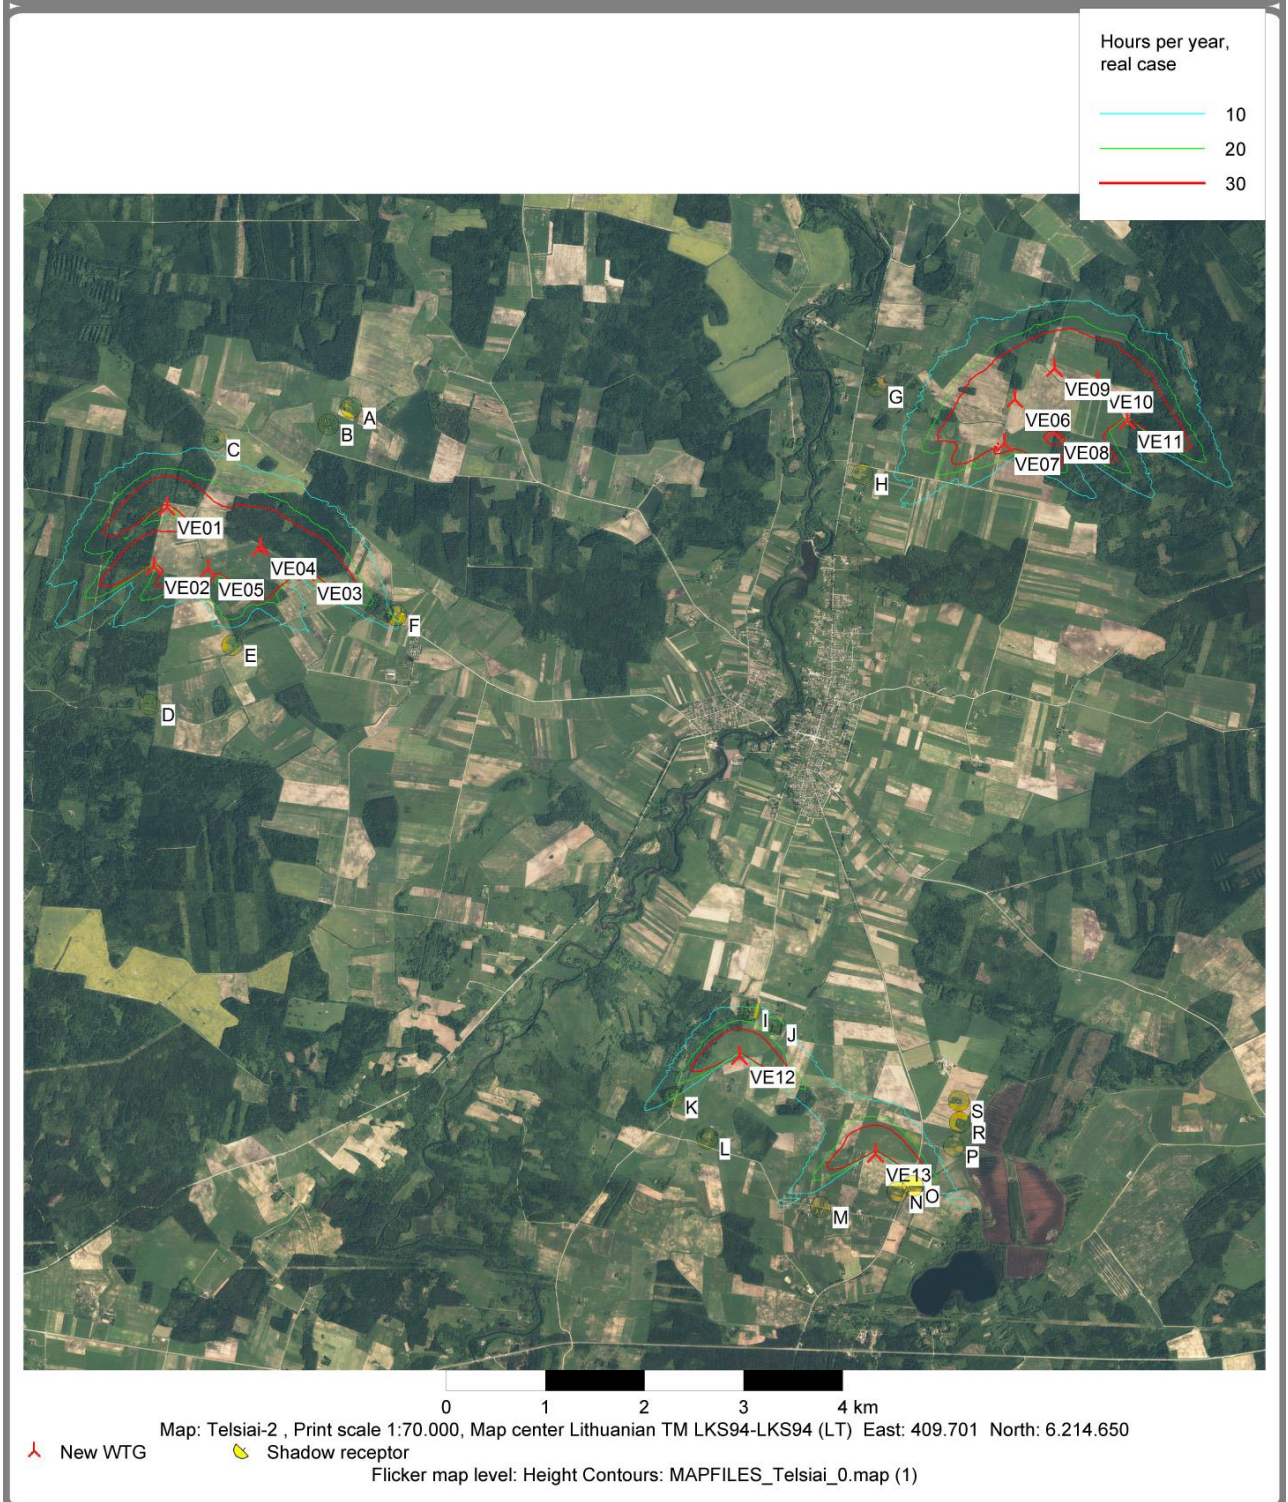 Hours per year,
real case
10
20
30
A
B
C
G
VE09
VE10
VE06
VE11
VE08
VE07
H
VE01
VE04
VE02
VE05
VE03
F
E
D
I
J
VE12
K
S
R
L
P
VE13
O
N
M
0 1 2 3 4 km
Map: Telsiai-2 , Print scale 1:70.000, Map center Lithuanian TM LKS94-LKS94 (LT) East: 409.701 North: 6.214.650
New WTG Shadow receptor
Flicker map level: Height Contours: MAPFILES_Telsiai_0.map (1)